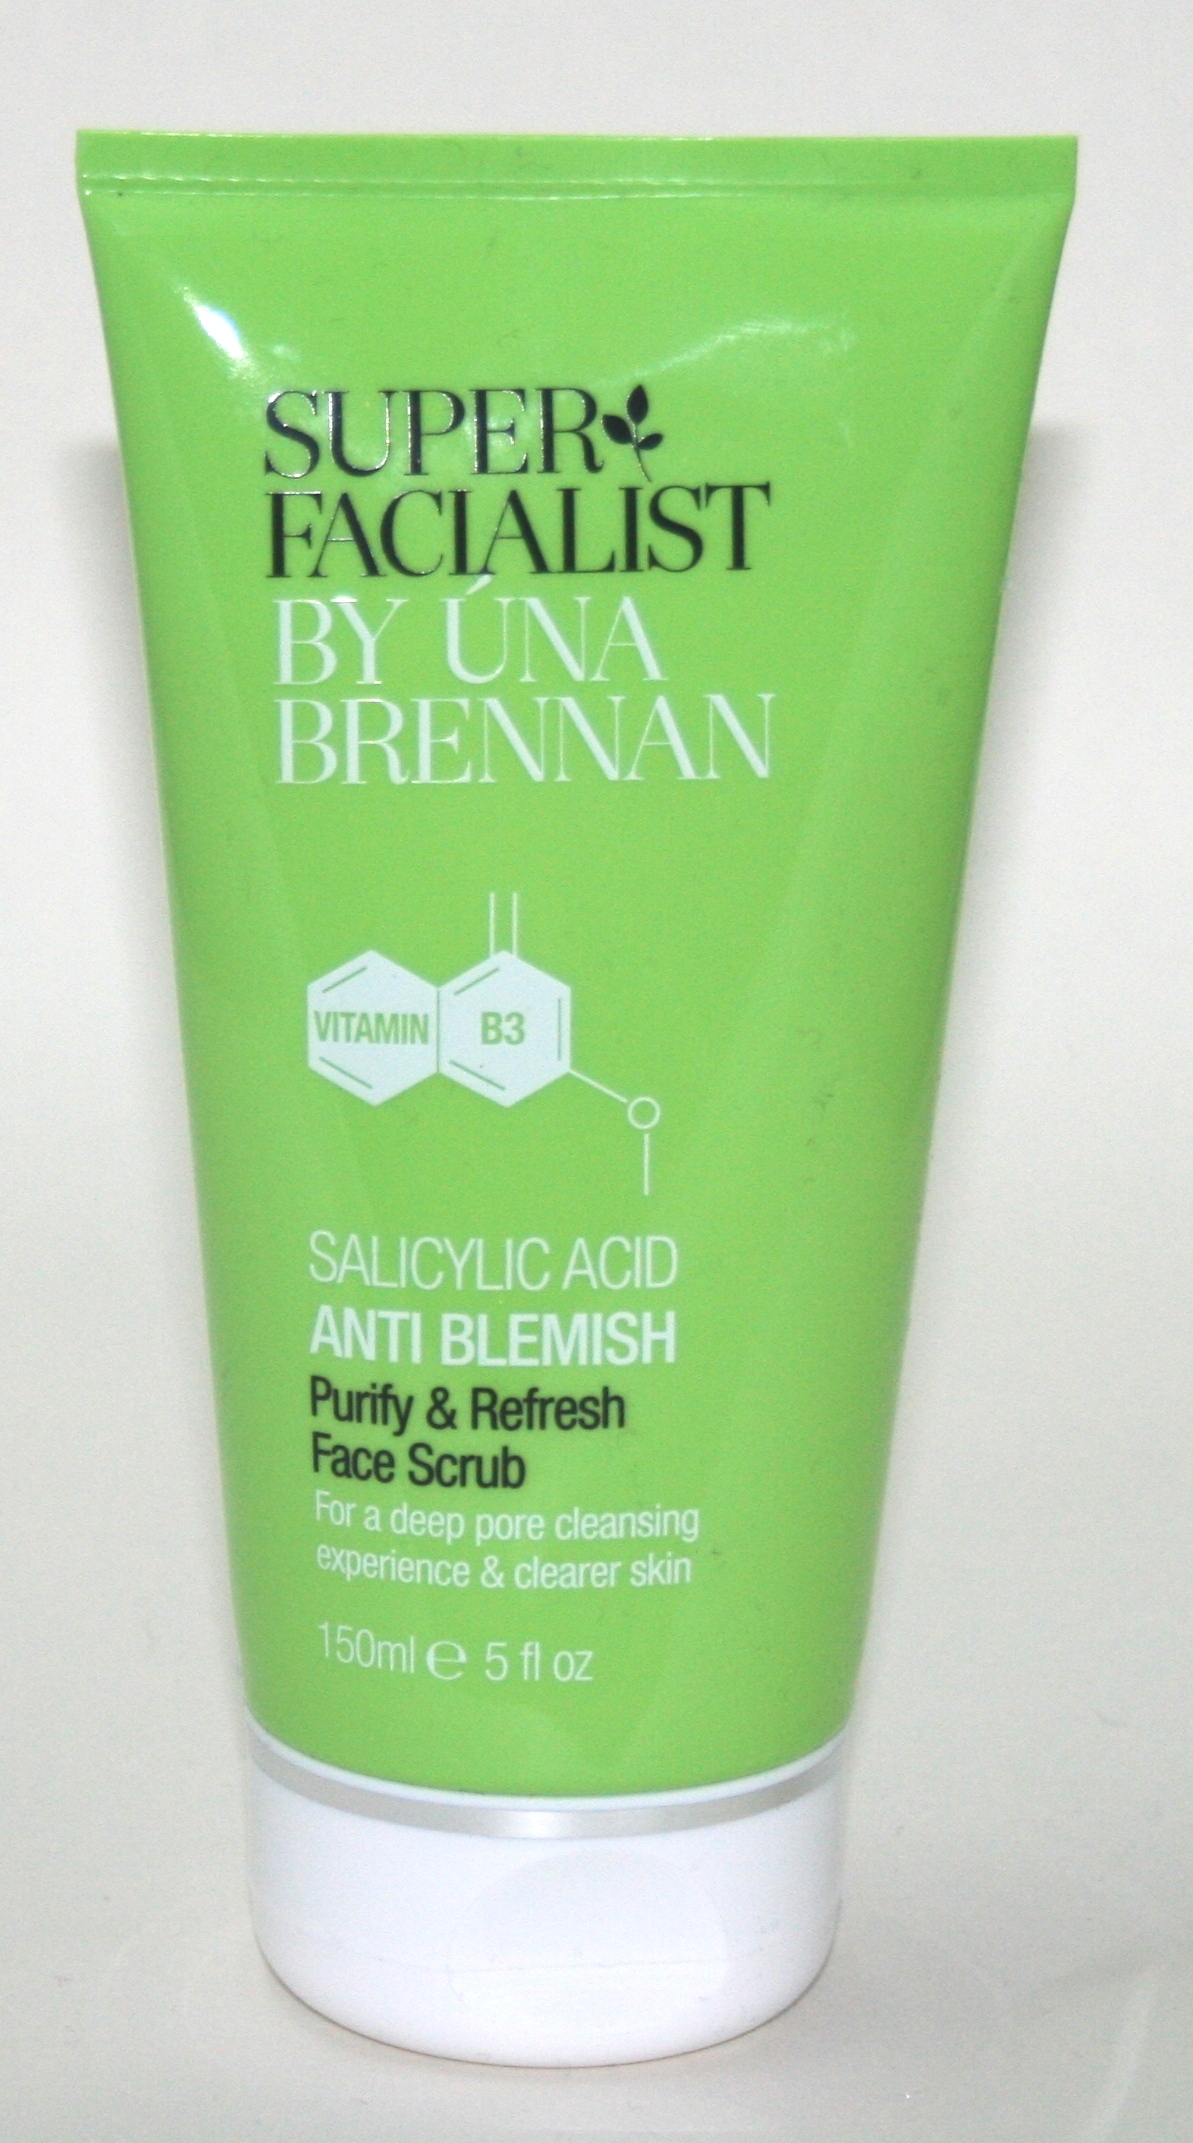 SUPER
FACIALIST
BY ÚNA
BRENNAN
VITAMIN B3
SALICYLIC ACID
ANTI BLEMISH
Purify & Refresh
Face Scrub
For a deep pore cleansing
experience & clearer skin
150ml ℮ 5 fl oz